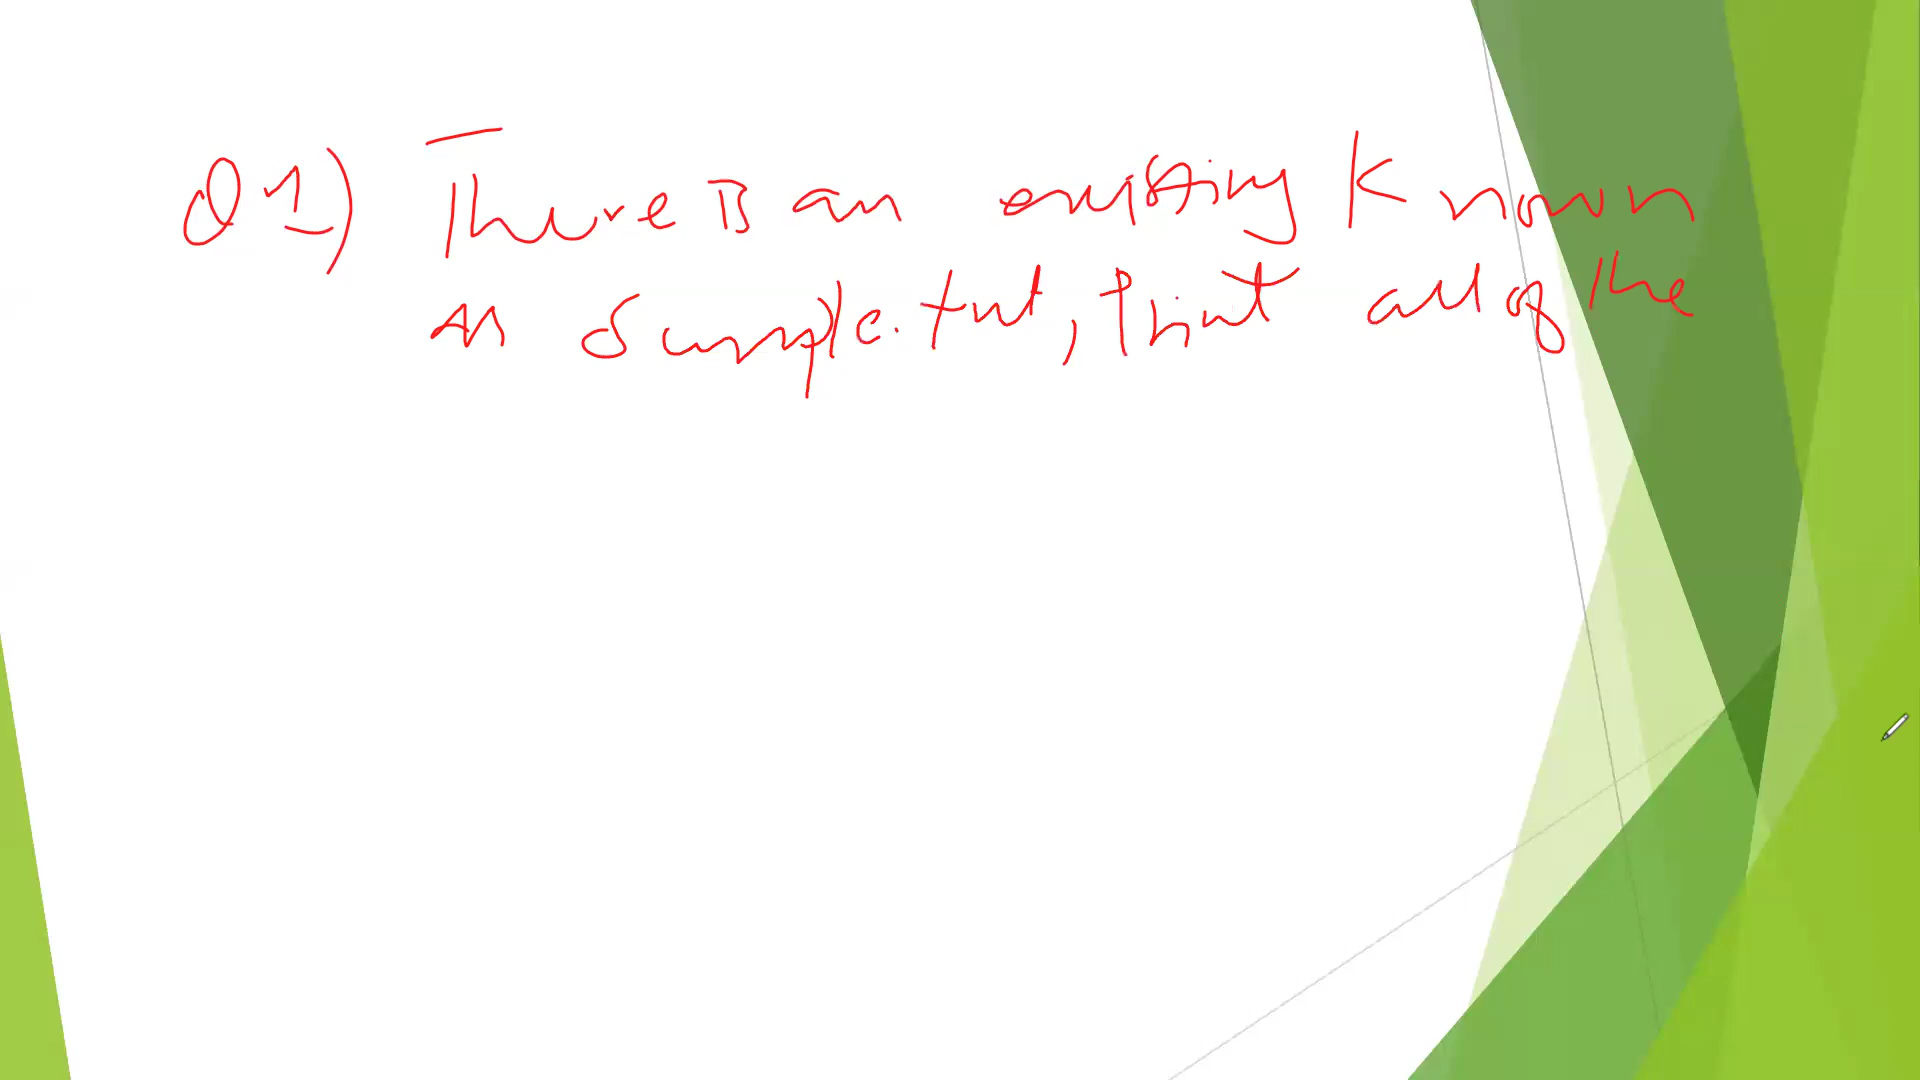 Q1) There is an existing known
as sample.txt, Print all of the